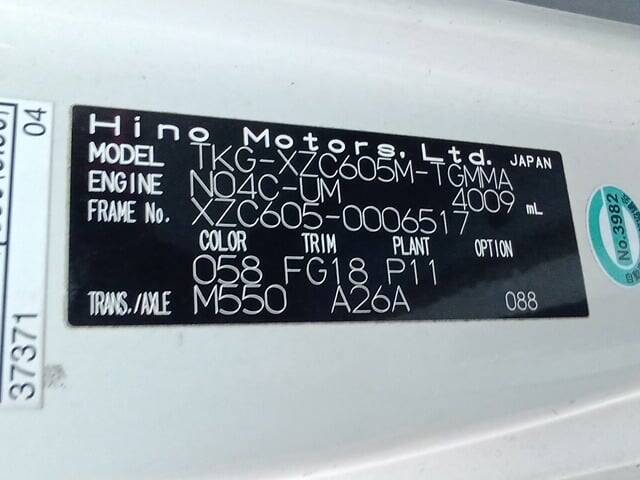 Hino Motors, Ltd. JAPAN
MODEL TKG-XZC605M-TGMMA
ENGINE N04C-UM 4009 mL
FRAME No. XZC605-0006517
COLOR TRIM PLANT OPTION
058 FG18 P11
TRANS./AXLE M550 A26A 088
04
37371
No.3982